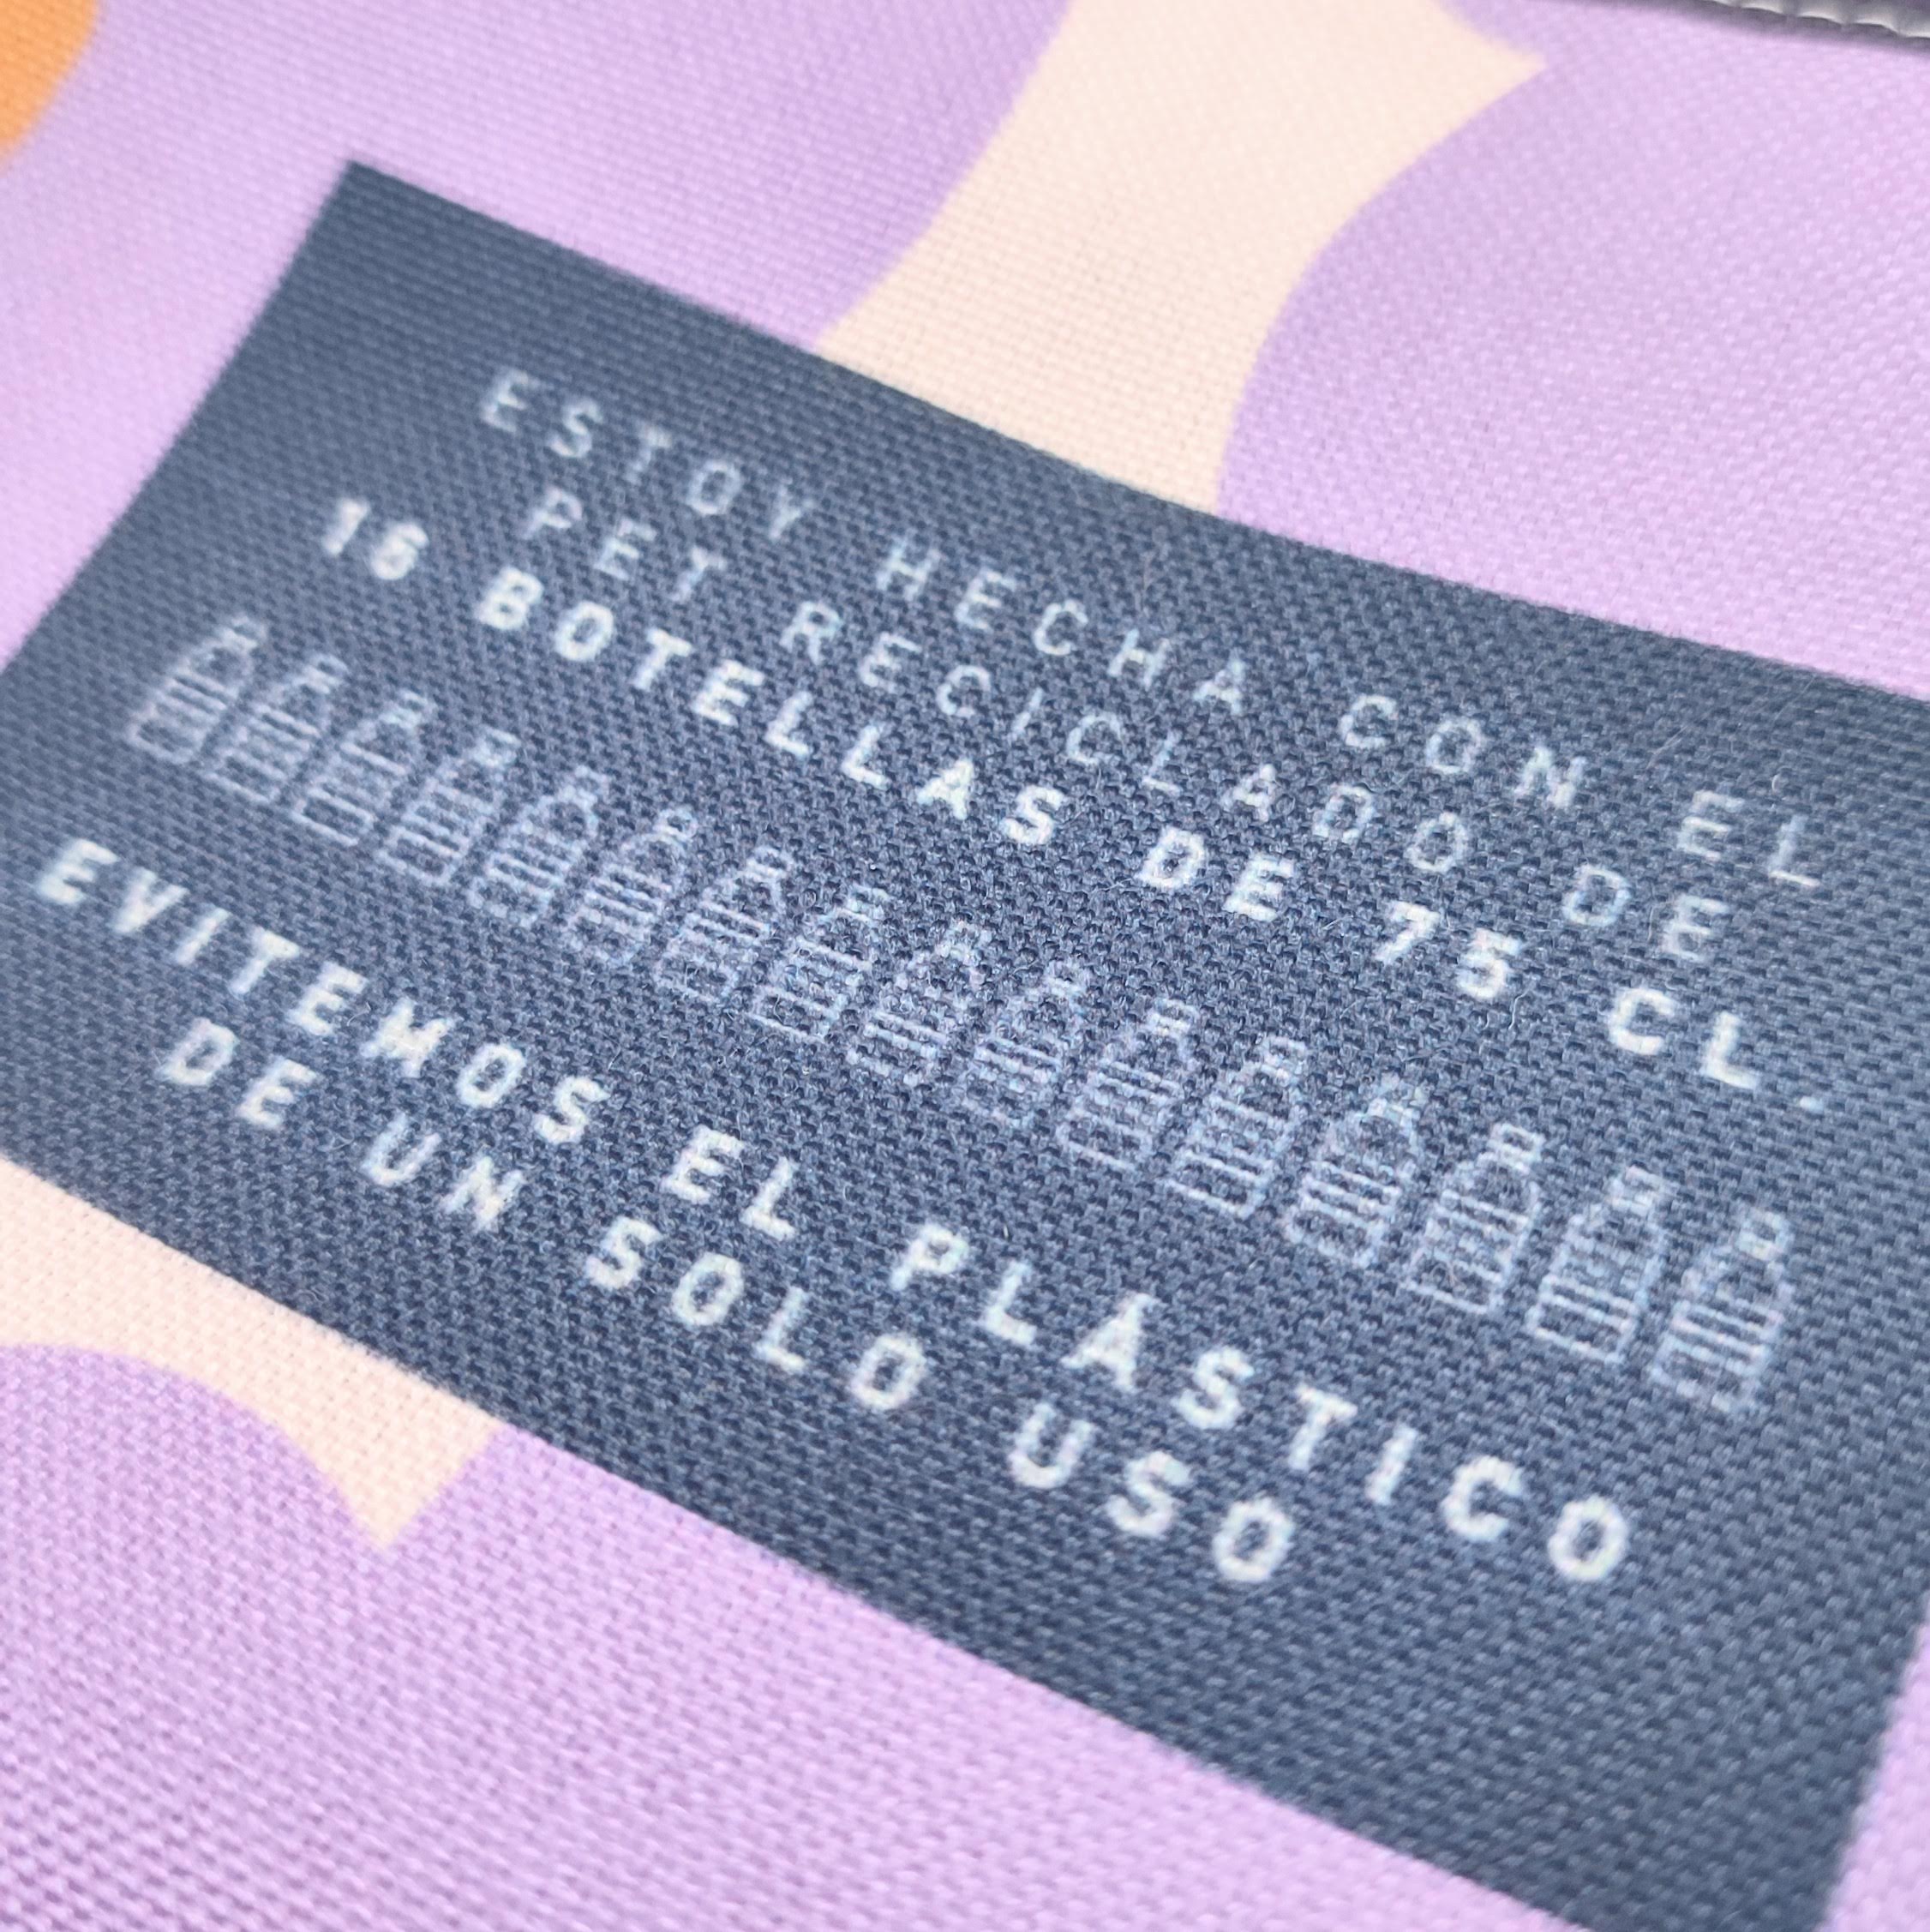 ESTOY HECHA CON EL
PET RECICLADO DE
16 BOTELLAS DE 75 CL.
EVITEMOS EL PLÁSTICO
DE UN SOLO USO